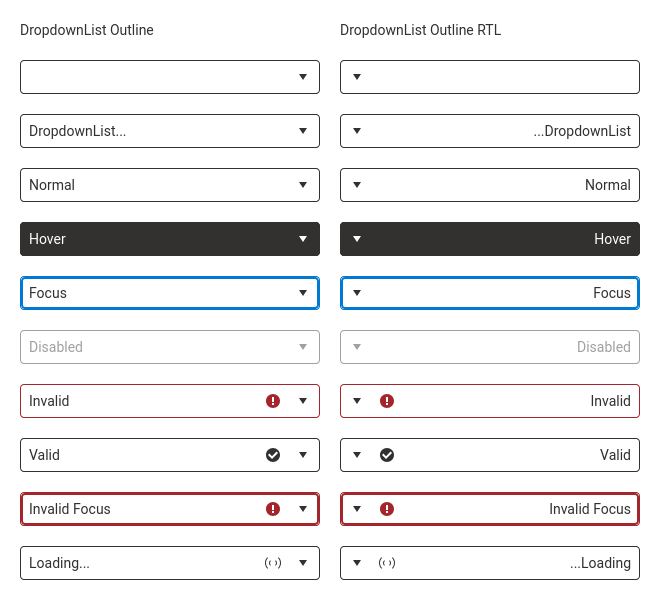 DropdownList Outline
DropdownList Outline RTL
DropdownList...
...DropdownList
Normal
Normal
Hover
Hover
Focus
Focus
Disabled
Disabled
Invalid
Invalid
Valid
Valid
Invalid Focus
Invalid Focus
Loading...
...Loading